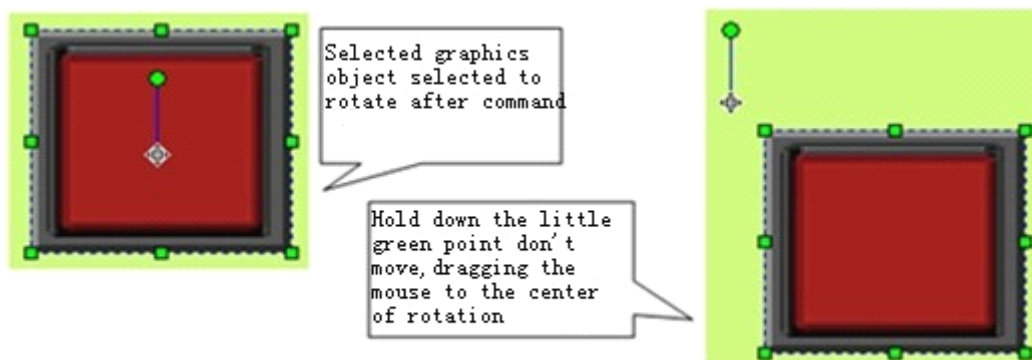 Selected graphics
object selected to
rotate after command
Hold down the little
green point don't
move,dragging the
mouse to the center
of rotation